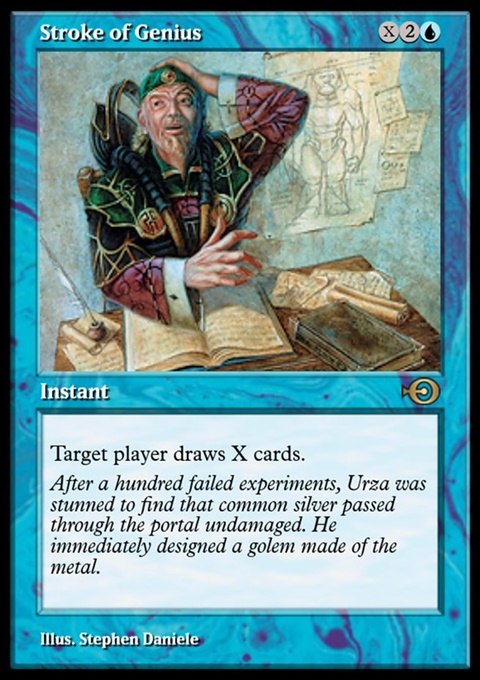 Stroke of Genius X 2
Instant
Target player draws X cards.
After a hundred failed experiments, Urza was
stunned to find that common silver passed
through the portal undamaged. He
immediately designed a golem made of the
metal.
Illus. Stephen Daniele